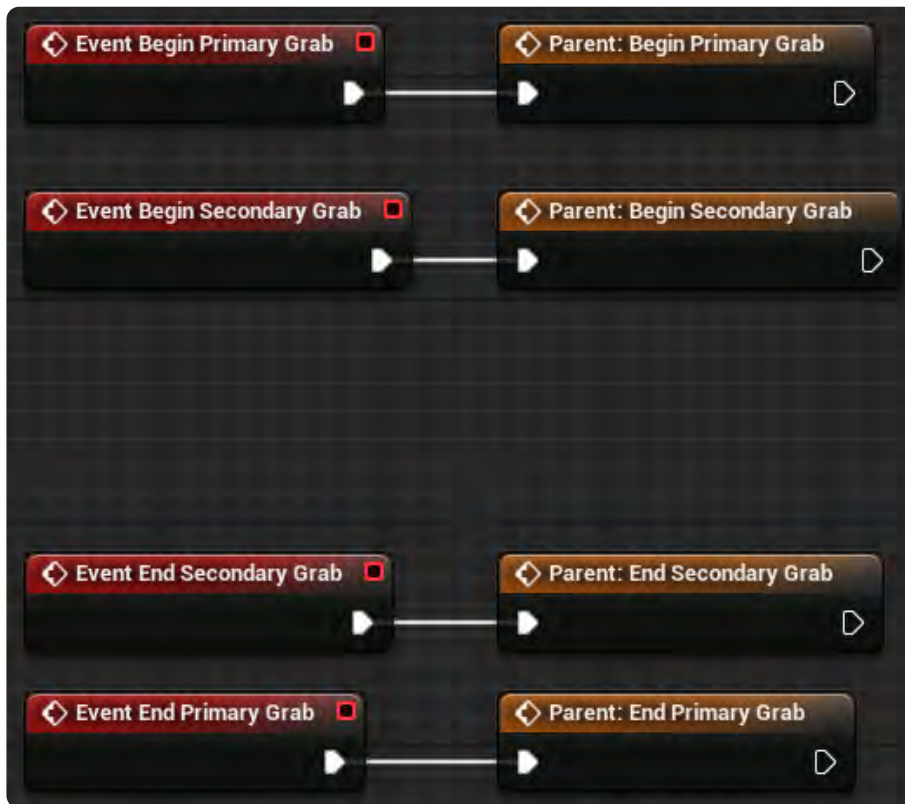 Event Begin Primary Grab
Parent: Begin Primary Grab
Event Begin Secondary Grab
Parent: Begin Secondary Grab
Event End Secondary Grab
Parent: End Secondary Grab
Event End Primary Grab
Parent: End Primary Grab